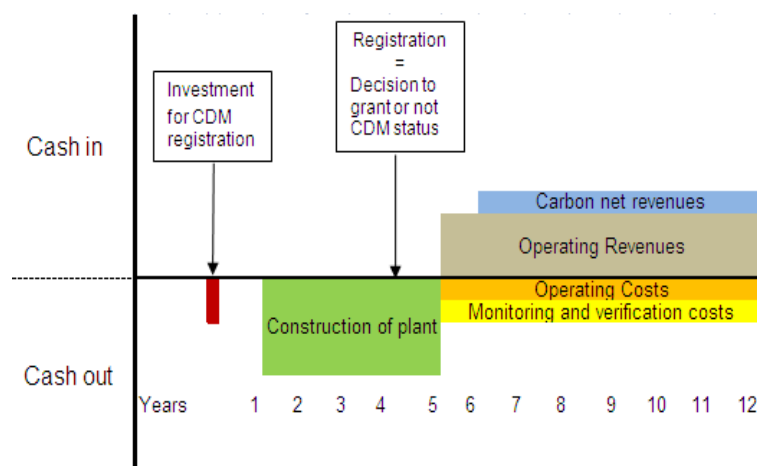 Investment
for CDM
registration
Registration
=
Decision to
grant or not
CDM status
Cash in
Carbon net revenues
Operating Revenues
Operating Costs
Construction of plant
Monitoring and verification costs
Cash out
Years 1 2 3 4 5 6 7 8 9 10 11 12